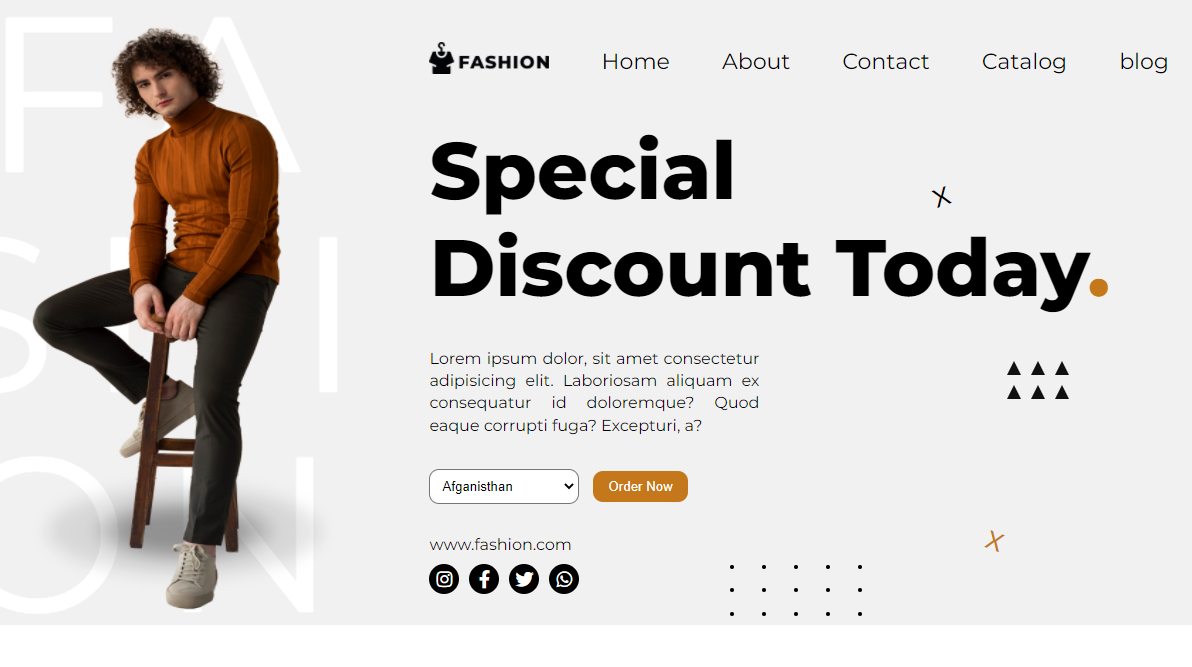 FA
SHI
ON
FASHION Home About Contact Catalog blog
Special
Discount Today.
Lorem ipsum dolor, sit amet consectetur
adipisicing elit. Laboriosam aliquam ex
consequatur id doloremque? Quod
eaque corrupti fuga? Excepturi, a?
Afganisthan Order Now
www.fashion.com